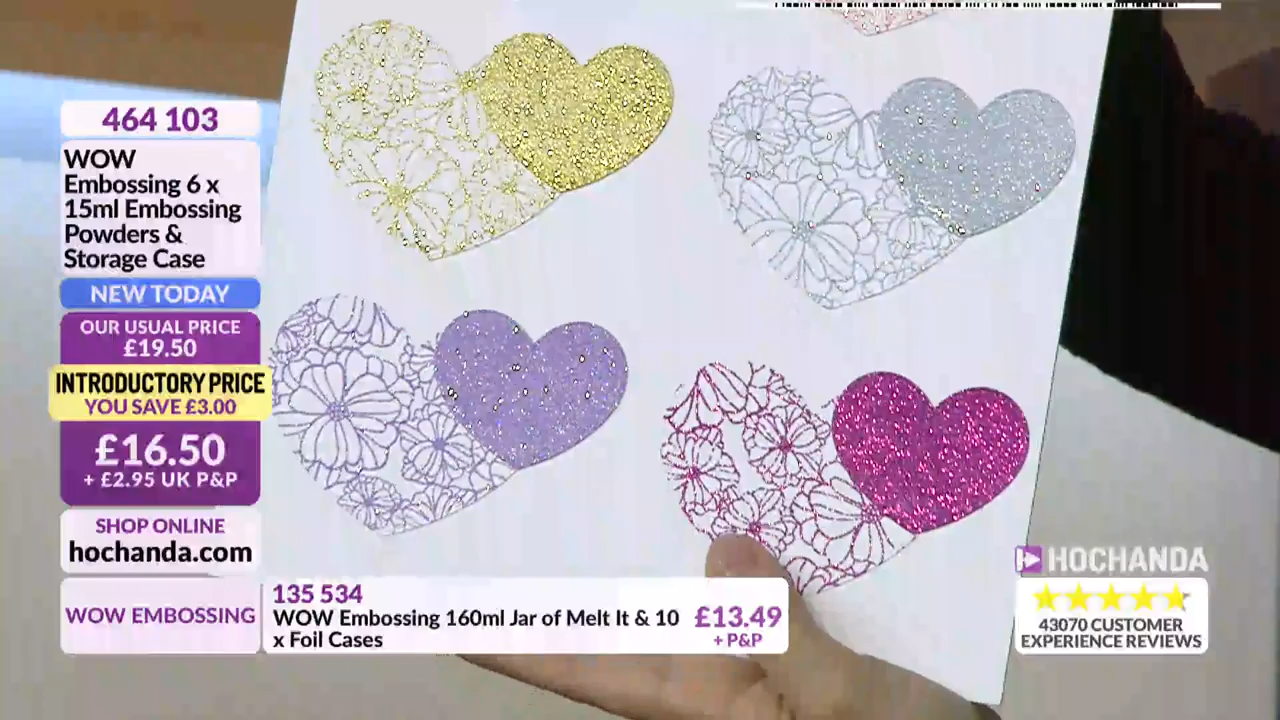 464 103
WOW
Embossing 6 x
15ml Embossing
Powders &
Storage Case
NEW TODAY
OUR USUAL PRICE
£19.50
INTRODUCTORY PRICE
YOU SAVE £3.00
£16.50
+ £2.95 UK P&P
SHOP ONLINE
hochanda.com
WOW EMBOSSING
135 534
WOW Embossing 160ml Jar of Melt It & 10
x Foil Cases
£13.49
+ P&P
HOCHANDA
43070 CUSTOMER
EXPERIENCE REVIEWS